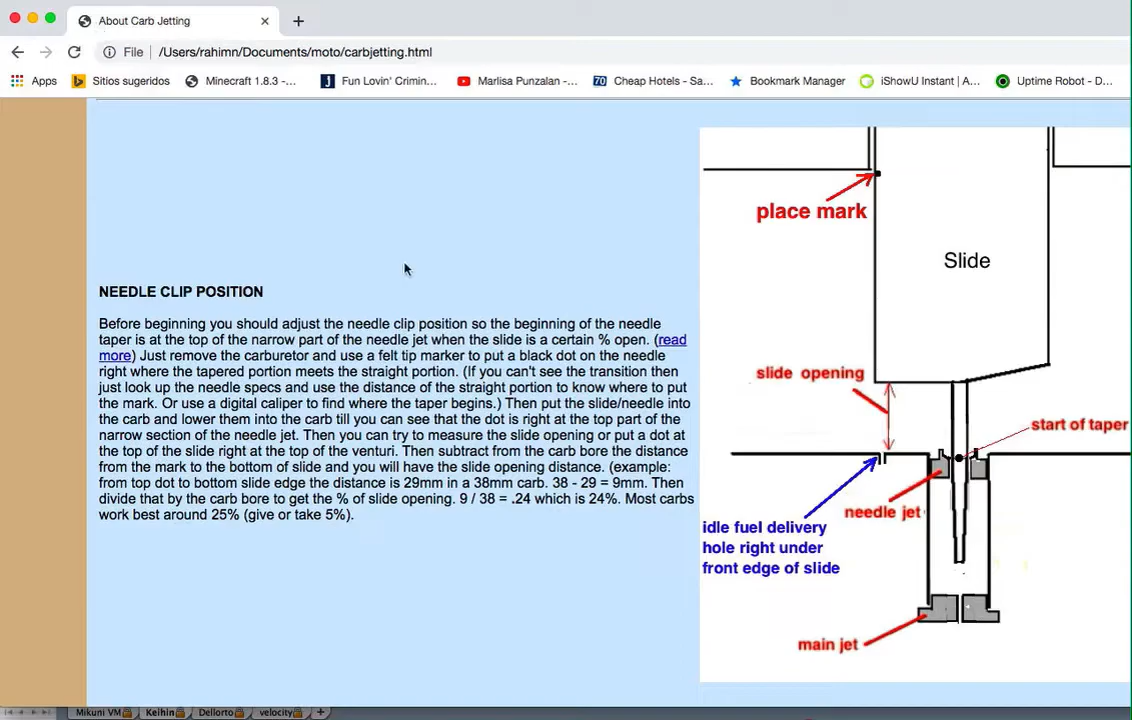 About Carb Jetting
File
/Users/rahimn/Documents/moto/carbjetting.html
Apps
Sitios sugeridos
Minecraft 1.8.3 -...
Fun Lovin' Crimin...
Marlisa Punzalan -...
70
Cheap Hotels - Sa...
Bookmark Manager
iShowU Instant | A...
Uptime Robot - D...
NEEDLE CLIP POSITION
Before beginning you should adjust the needle clip position so the beginning of the needle
taper is at the top of the narrow part of the needle jet when the slide is a certain % open. (read
more) Just remove the carburetor and use a felt tip marker to put a black dot on the needle
right where the tapered portion meets the straight portion. (If you can't see the transition then
just look up the needle specs and use the distance of the straight portion to know where to put
the mark. Or use a digital caliper to find where the taper begins.) Then put the slide/needle into
the carb and lower them into the carb till you can see that the dot is right at the top part of the
narrow section of the needle jet. Then you can try to measure the slide opening or put a dot at
the top of the slide right at the top of the venturi. Then subtract from the carb bore the distance
from the mark to the bottom of slide and you will have the slide opening distance. (example:
from top dot to bottom slide edge the distance is 29mm in a 38mm carb. 38 - 29 = 9mm. Then
divide that by the carb bore to get the % of slide opening. 9 / 38 = .24 which is 24%. Most carbs
work best around 25% (give or take 5%).
place mark
Slide
slide opening
start of taper
needle jet
idle fuel delivery
hole right under
front edge of slide
main jet
Mikuni VM
Keihin
Dellorto
velocity